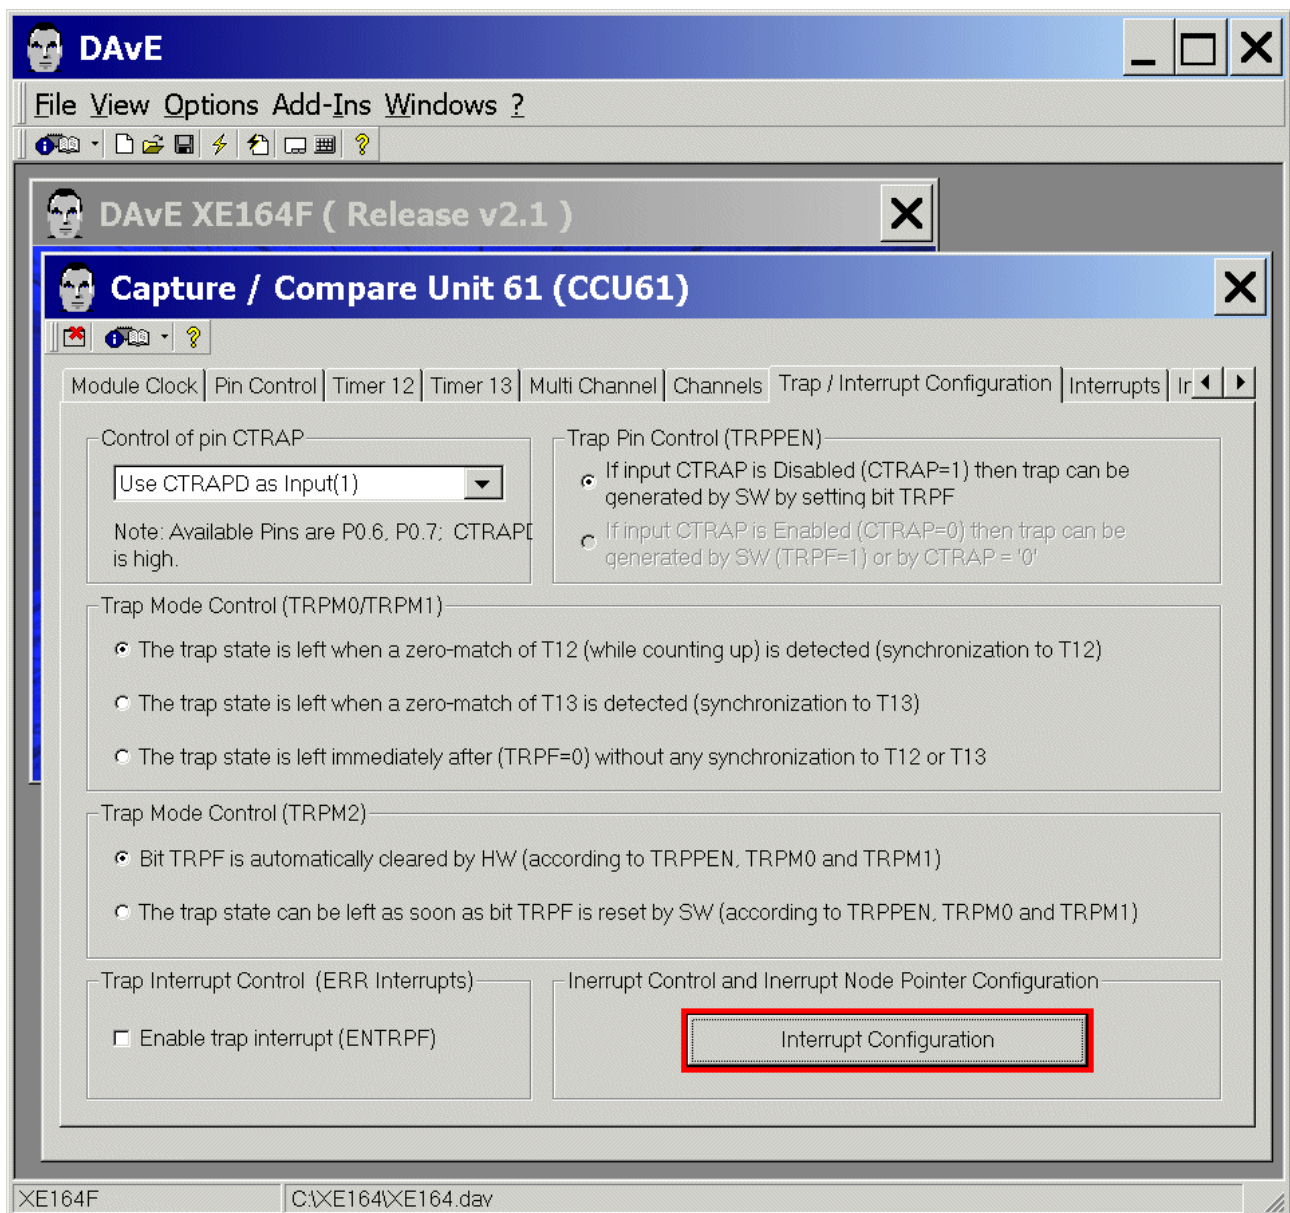 DAvE
File View Options Add-Ins Windows ?
DAvE XE164F ( Release v2.1 )
Capture / Compare Unit 61 (CCU61)
Module Clock Pin Control Timer 12 Timer 13 Multi Channel Channels Trap / Interrupt Configuration Interrupts Ir
Control of pin CTRAP
Use CTRAPD as Input(1)
Note: Available Pins are P0.6, P0.7; CTRAPD
is high.
Trap Pin Control (TRPPEN)
If input CTRAP is Disabled (CTRAP=1) then trap can be
generated by SW by setting bit TRPF
If input CTRAP is Enabled (CTRAP=0) then trap can be
generated by SW (TRPF=1) or by CTRAP = '0'
Trap Mode Control (TRPM0/TRPM1)
The trap state is left when a zero-match of T12 (while counting up) is detected (synchronization to T12)
The trap state is left when a zero-match of T13 is detected (synchronization to T13)
The trap state is left immediately after (TRPF=0) without any synchronization to T12 or T13
Trap Mode Control (TRPM2)
Bit TRPF is automatically cleared by HW (according to TRPPEN, TRPM0 and TRPM1)
The trap state can be left as soon as bit TRPF is reset by SW (according to TRPPEN, TRPM0 and TRPM1)
Trap Interrupt Control (ERR Interrupts)
Enable trap interrupt (ENTRPF)
Inerrupt Control and Inerrupt Node Pointer Configuration
Interrupt Configuration
XE164F
C:\XE164\XE164.dav